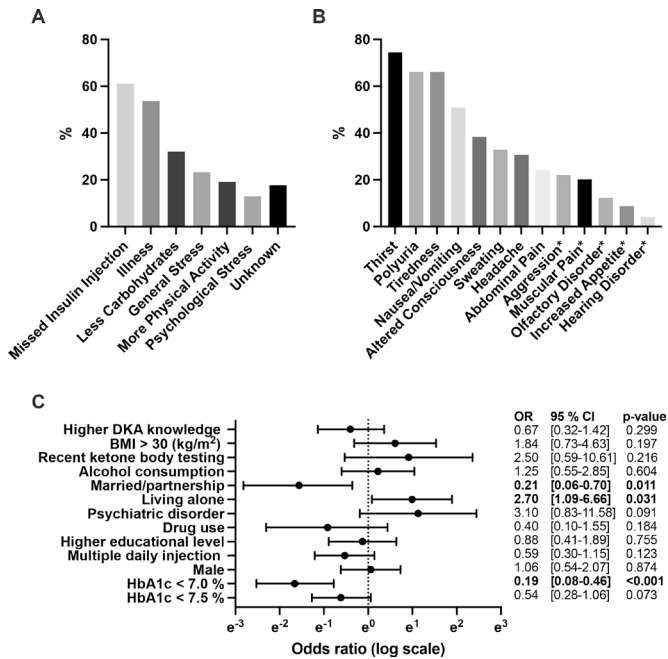 A
80
60
40
20
0
%
Missed Insulin Injection
Illness
Less Carbohydrates
General Stress
More Physical Activity
Psychological Stress
Unknown
B
80
60
40
20
0
%
Thirst
Polyuria
Tiredness
Nausea/Vomiting
Altered Consciousness
Sweating
Headache
Abdominal Pain
Aggression*
Muscular Pain*
Olfactory Disorder*
Increased Appetite*
Hearing Disorder*
C
OR 95 % CI p-value
Higher DKA knowledge 0.67 [0.32-1.42] 0.299
BMI > 30 (kg/m²) 1.84 [0.73-4.63] 0.197
Recent ketone body testing 2.50 [0.59-10.61] 0.216
Alcohol consumption 1.25 [0.55-2.85] 0.604
Married/partnership 0.21 [0.06-0.70] 0.011
Living alone 2.70 [1.09-6.66] 0.031
Psychiatric disorder 3.10 [0.83-11.58] 0.091
Drug use 0.40 [0.10-1.55] 0.184
Higher educational level 0.88 [0.41-1.89] 0.755
Multiple daily injection 0.59 [0.30-1.15] 0.123
Male 1.06 [0.54-2.07] 0.874
HbA1c < 7.0 % 0.19 [0.08-0.46] <0.001
HbA1c < 7.5 % 0.54 [0.28-1.06] 0.073
e⁻³ e⁻² e⁻¹ e⁰ e¹ e² e³
Odds ratio (log scale)